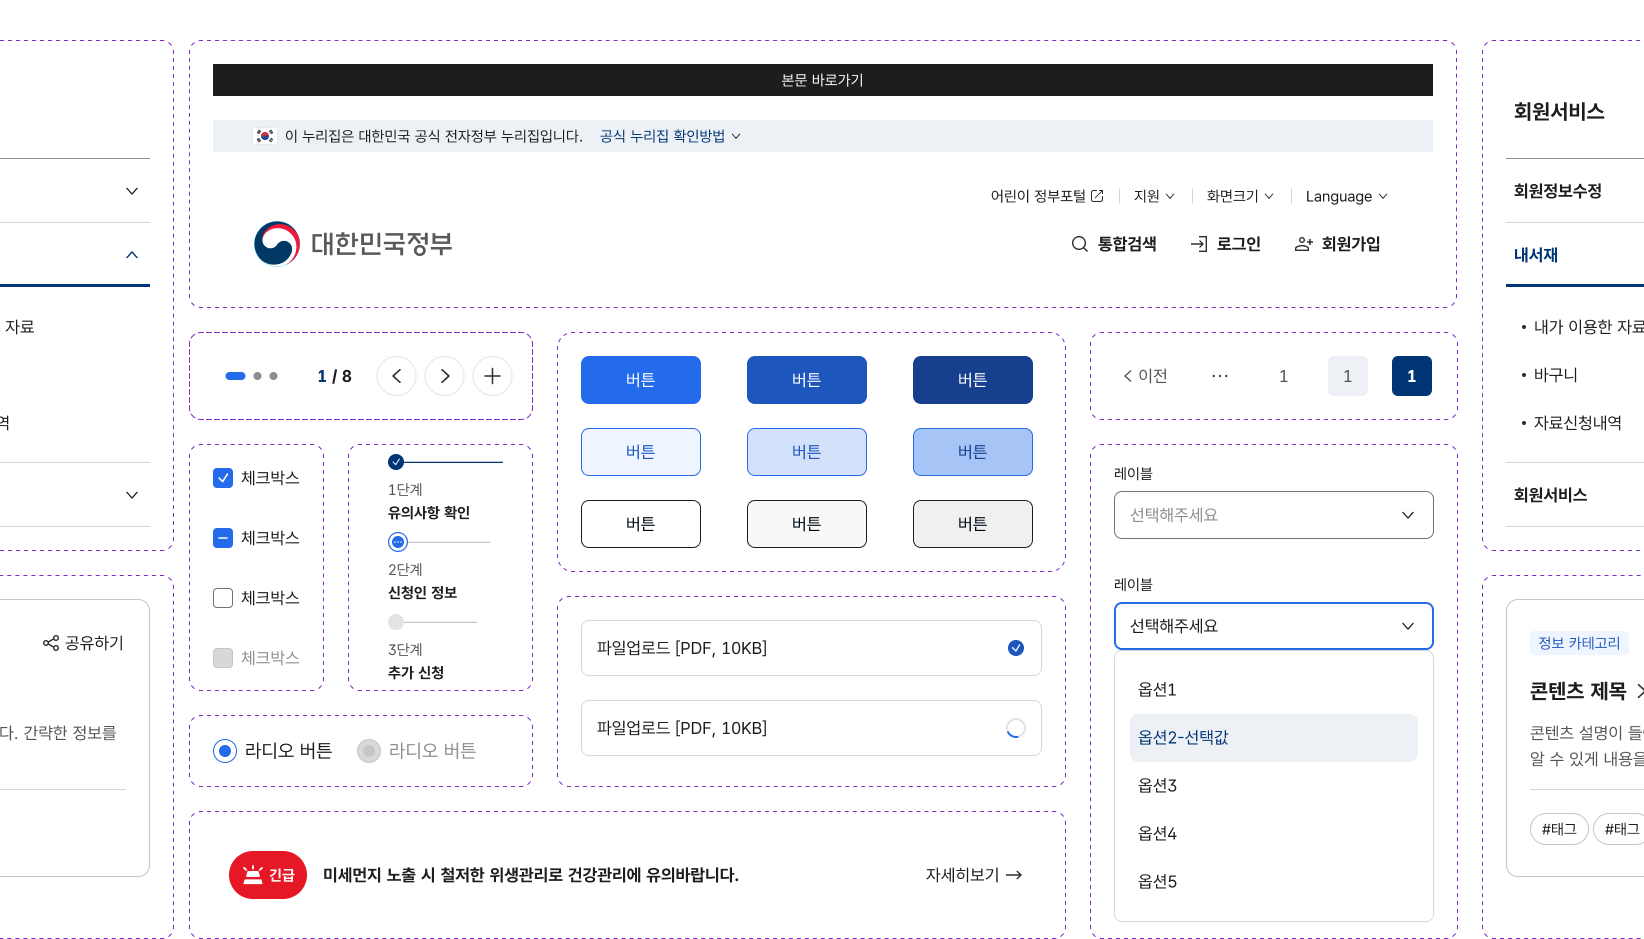 본문 바로가기
이 누리집은 대한민국 공식 전자정부 누리집입니다. 공식 누리집 확인방법
어린이 정부포털 지원 화면크기 Language
대한민국정부 통합검색 로그인 회원가입
자료
역
공유하기
다. 간략한 정보를
1 / 8
체크박스
체크박스
체크박스
체크박스
1단계
유의사항 확인
2단계
신청인 정보
3단계
추가 신청
라디오 버튼 라디오 버튼
버튼 버튼 버튼
버튼 버튼 버튼
버튼 버튼 버튼
파일업로드 [PDF, 10KB]
파일업로드 [PDF, 10KB]
긴급 미세먼지 노출 시 철저한 위생관리로 건강관리에 유의바랍니다. 자세히보기
이전 ··· 1 1 1
레이블
선택해주세요
레이블
선택해주세요
옵션1
옵션2-선택값
옵션3
옵션4
옵션5
회원서비스
회원정보수정
내서재
• 내가 이용한 자료
• 바구니
• 자료신청내역
회원서비스
정보 카테고리
콘텐츠 제목
콘텐츠 설명이 들
알 수 있게 내용을
#태그 #태그